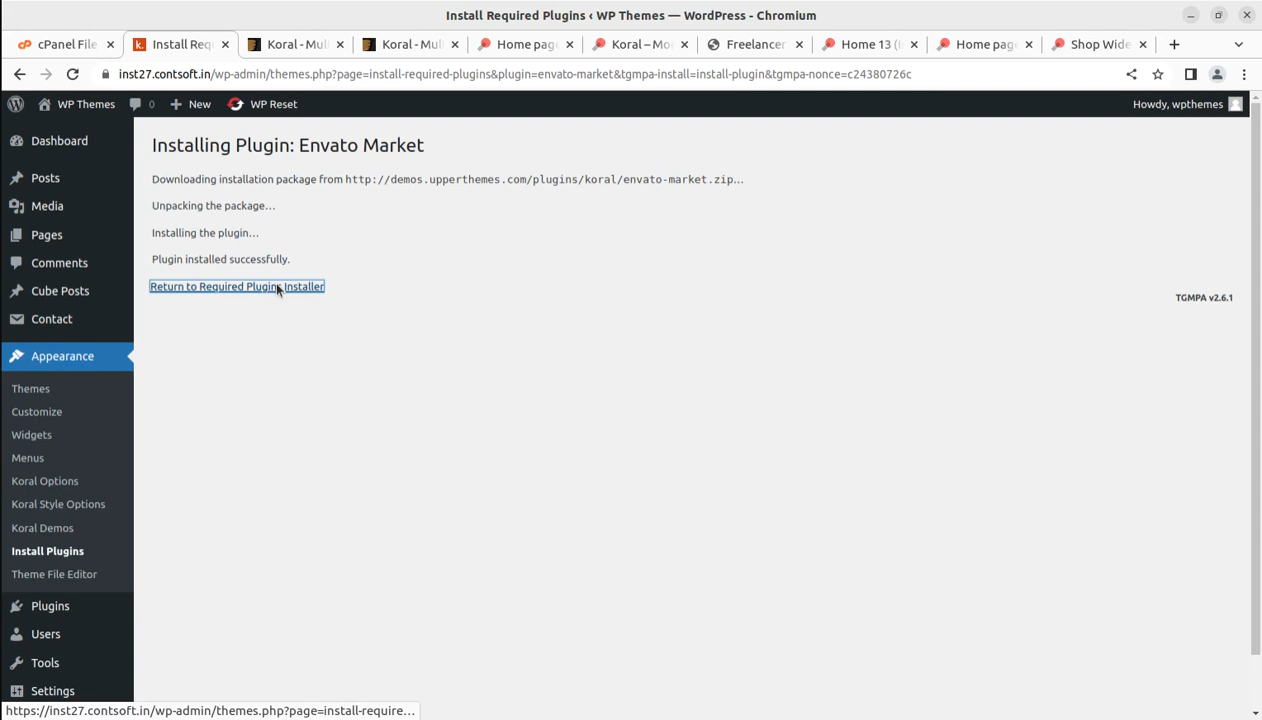 Install Required Plugins ‹ WP Themes — WordPress - Chromium
cPanel File
Install Req
Koral - Mul
Koral - Mul
Home page
Koral – Mo
Freelancer
Home 13 (
Home page
Shop Wide
inst27.contsoft.in/wp-admin/themes.php?page=install-required-plugins&plugin=envato-market&tgmpa-install=install-plugin&tgmpa-nonce=c24380726c
WP Themes
0
New
WP Reset
Howdy, wpthemes
Dashboard
Posts
Media
Pages
Comments
Cube Posts
Contact
Appearance
Themes
Customize
Widgets
Menus
Koral Options
Koral Style Options
Koral Demos
Install Plugins
Theme File Editor
Plugins
Users
Tools
Settings
Installing Plugin: Envato Market
Downloading installation package from http://demos.upperthemes.com/plugins/koral/envato-market.zip…
Unpacking the package…
Installing the plugin…
Plugin installed successfully.
Return to Required Plugins Installer
TGMPA v2.6.1
https://inst27.contsoft.in/wp-admin/themes.php?page=install-require…